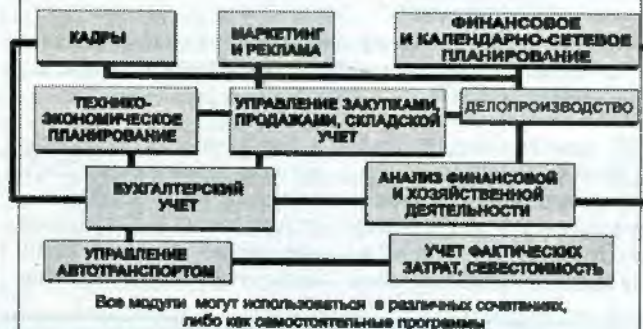 КАДРЫ
МАРКЕТИНГ
И РЕКЛАМА
ФИНАНСОВОЕ
И КАЛЕНДАРНО-СЕТЕВОЕ
ПЛАНИРОВАНИЕ
ТЕХНИКО-
ЭКОНОМИЧЕСКОЕ
ПЛАНИРОВАНИЕ
УПРАВЛЕНИЕ ЗАКУПКАМИ,
ПРОДАЖАМИ, СКЛАДСКОЙ
УЧЕТ
ДЕЛОПРОИЗВОДСТВО
БУХГАЛТЕРСКИЙ
УЧЕТ
АНАЛИЗ ФИНАНСОВОЙ
И ХОЗЯЙСТВЕННОЙ
ДЕЯТЕЛЬНОСТИ
УПРАВЛЕНИЕ
АВТОТРАНСПОРТОМ
УЧЕТ ФАКТИЧЕСКИХ
ЗАТРАТ, СЕБЕСТОИМОСТЬ
Все модули могут использоваться в различных сочетаниях,
либо как самостоятельные программы